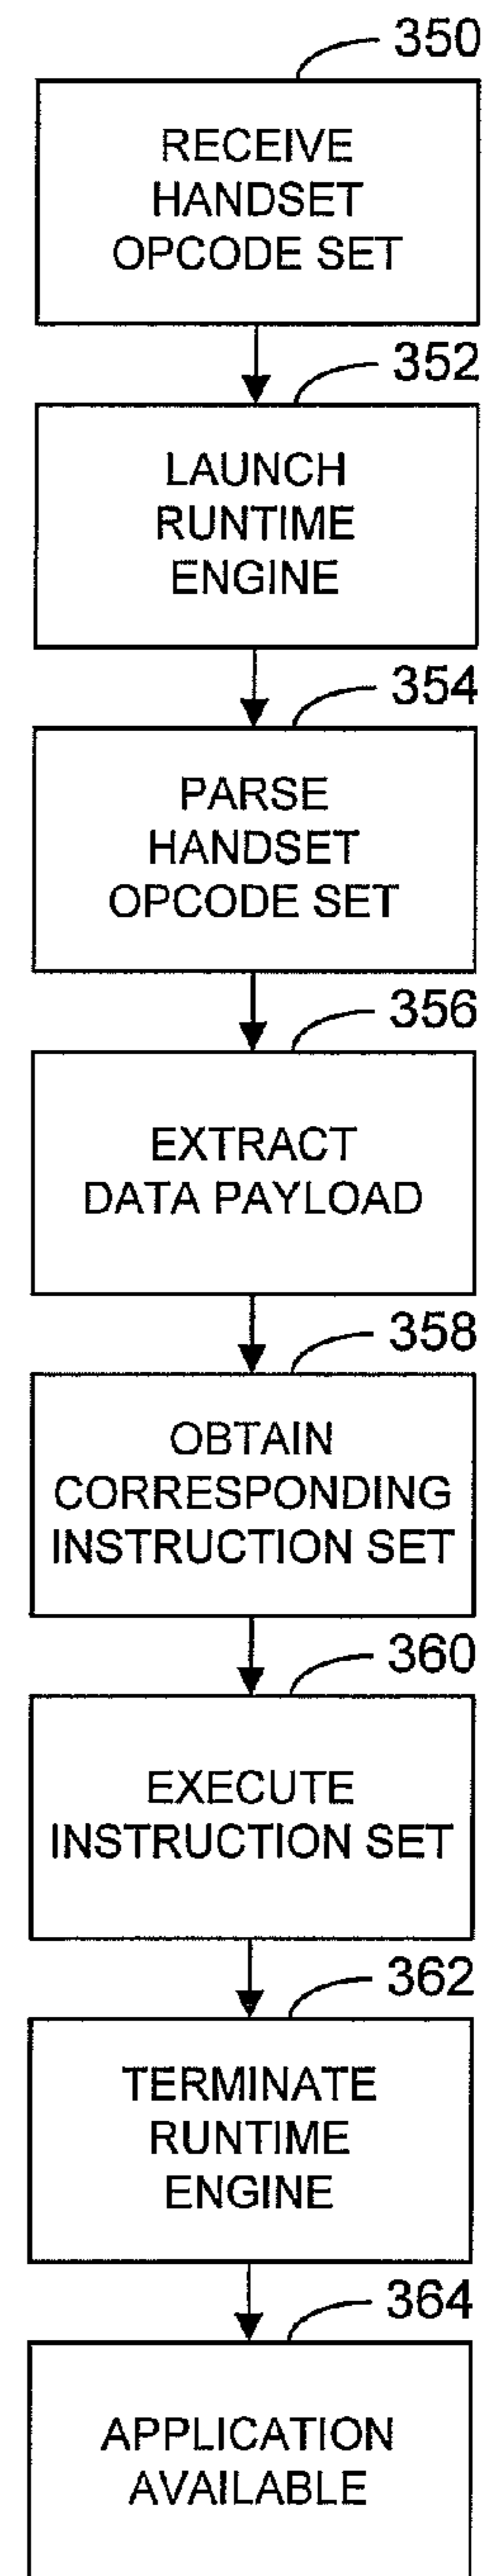 350
RECEIVE
HANDSET
OPCODE SET
352
LAUNCH
RUNTIME
ENGINE
354
PARSE
HANDSET
OPCODE SET
356
EXTRACT
DATA PAYLOAD
358
OBTAIN
CORRESPONDING
INSTRUCTION SET
360
EXECUTE
INSTRUCTION SET
362
TERMINATE
RUNTIME
ENGINE
364
APPLICATION
AVAILABLE